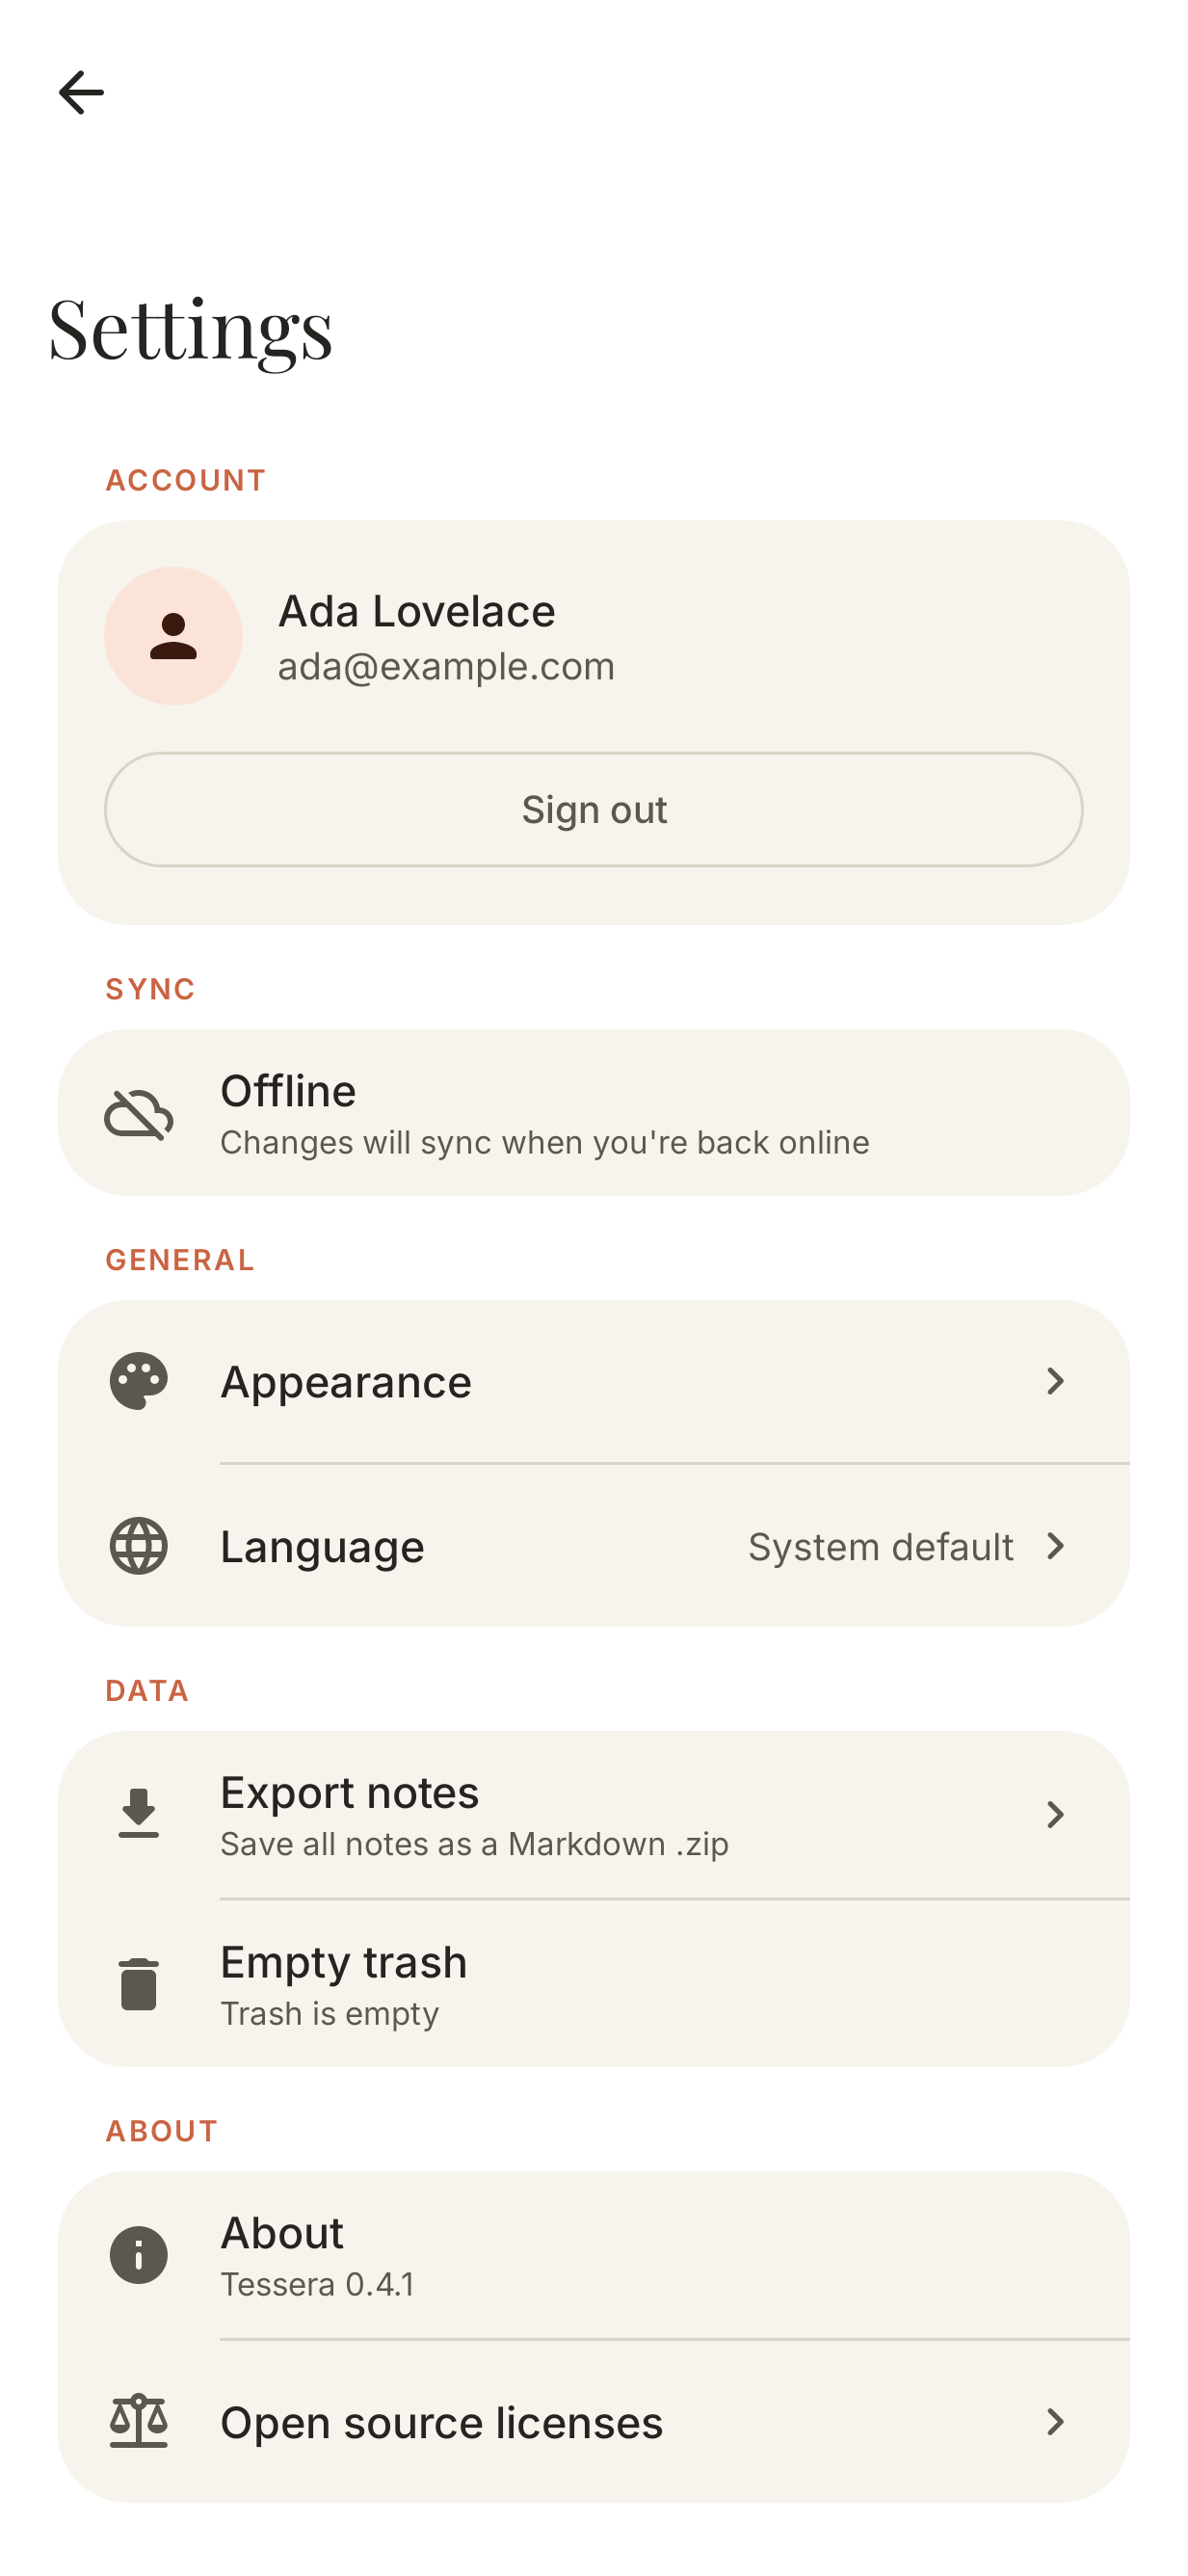 Settings
ACCOUNT
Ada Lovelace
ada@example.com
Sign out
SYNC
Offline
Changes will sync when you're back online
GENERAL
Appearance
Language System default
DATA
Export notes
Save all notes as a Markdown .zip
Empty trash
Trash is empty
ABOUT
About
Tessera 0.4.1
Open source licenses